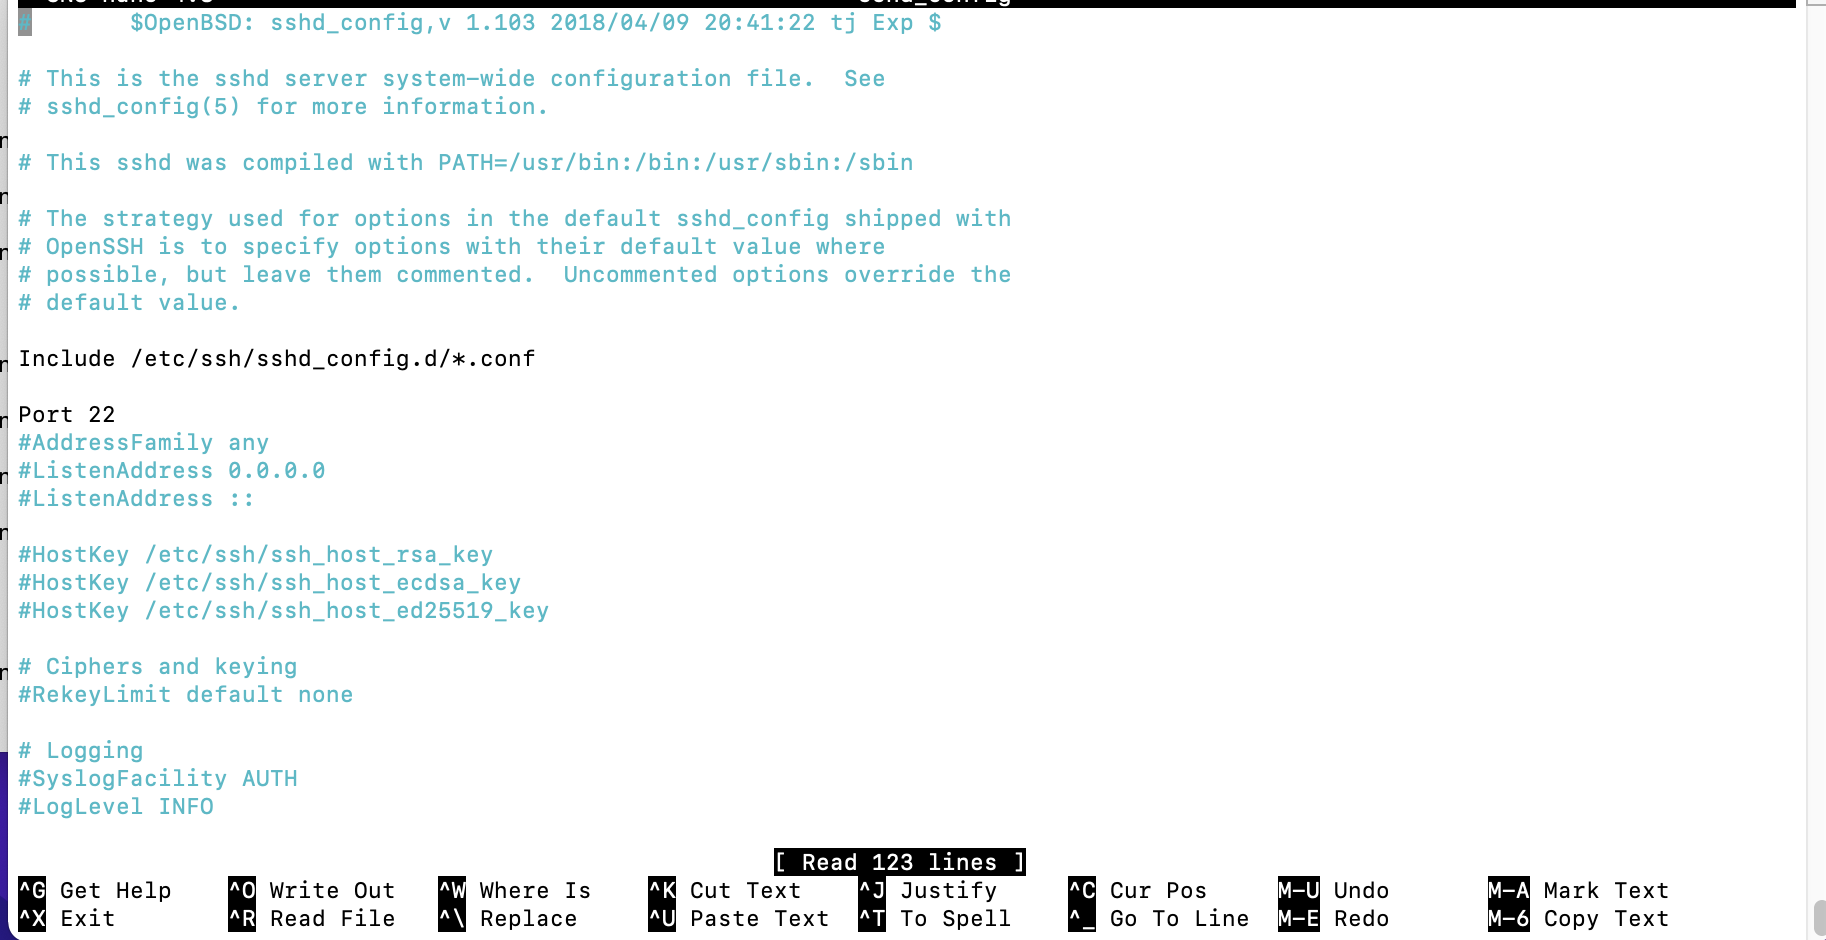 # $OpenBSD: sshd_config,v 1.103 2018/04/09 20:41:22 tj Exp $
# This is the sshd server system-wide configuration file.  See
# sshd_config(5) for more information.
# This sshd was compiled with PATH=/usr/bin:/bin:/usr/sbin:/sbin
# The strategy used for options in the default sshd_config shipped with
# OpenSSH is to specify options with their default value where
# possible, but leave them commented.  Uncommented options override the
# default value.
Include /etc/ssh/sshd_config.d/*.conf
Port 22
#AddressFamily any
#ListenAddress 0.0.0.0
#ListenAddress ::
#HostKey /etc/ssh/ssh_host_rsa_key
#HostKey /etc/ssh/ssh_host_ecdsa_key
#HostKey /etc/ssh/ssh_host_ed25519_key
# Ciphers and keying
#RekeyLimit default none
# Logging
#SyslogFacility AUTH
#LogLevel INFO
[ Read 123 lines ]
^G Get Help ^O Write Out ^W Where Is ^K Cut Text ^J Justify ^C Cur Pos M-U Undo M-A Mark Text
^X Exit ^R Read File ^\ Replace ^U Paste Text ^T To Spell ^_ Go To Line M-E Redo M-6 Copy Text